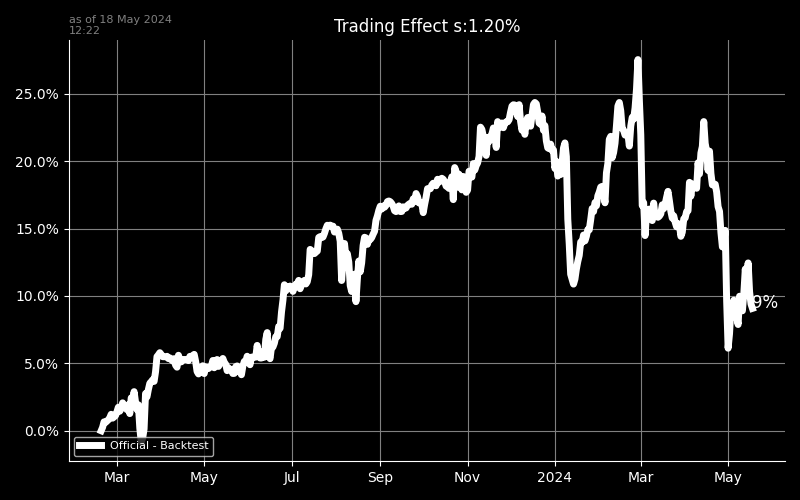 as of 18 May 2024
12:22
Trading Effect s:1.20%
25.0%
20.0%
15.0%
10.0%
9%
5.0%
0.0%
Official - Backtest
Mar May Jul Sep Nov 2024 Mar May